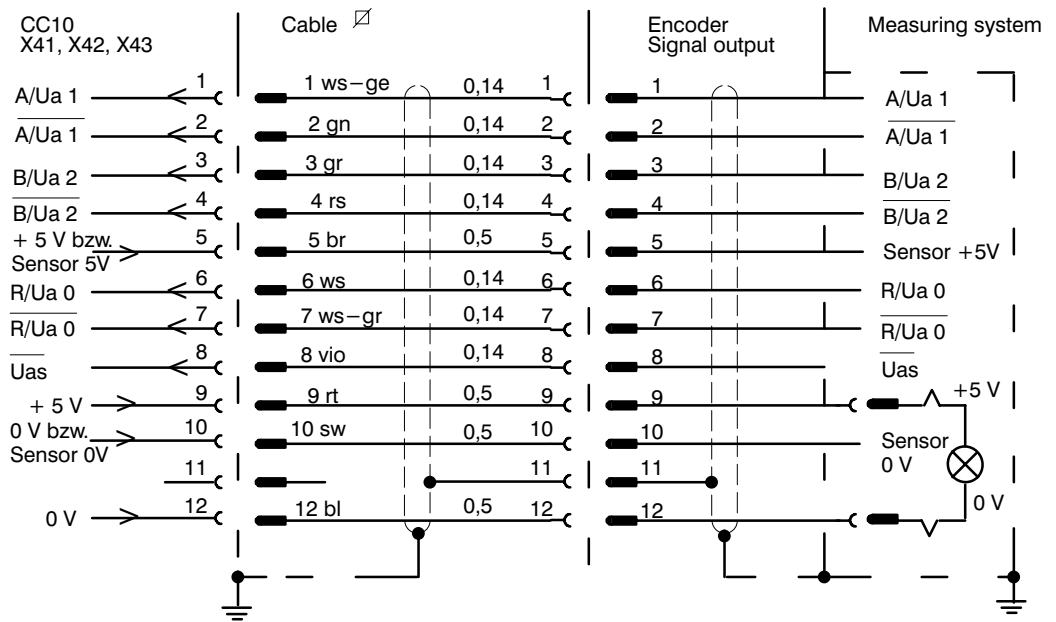 CC10
X41, X42, X43
Cable
Encoder
Signal output
Measuring system
A/Ua 1 1 1 ws−ge 0,14 1 1 A/Ua 1
A/Ua 1 2 2 gn 0,14 2 2 A/Ua 1
B/Ua 2 3 3 gr 0,14 3 3 B/Ua 2
B/Ua 2 4 4 rs 0,14 4 4 B/Ua 2
+ 5 V bzw.
Sensor 5V 5 5 br 0,5 5 5 Sensor +5V
R/Ua 0 6 6 ws 0,14 6 6 R/Ua 0
R/Ua 0 7 7 ws−gr 0,14 7 7 R/Ua 0
Uas 8 8 vio 0,14 8 8 Uas
+ 5 V 9 9 rt 0,5 9 9 +5 V
0 V bzw.
Sensor 0V 10 10 sw 0,5 10 10 Sensor
0 V
11 11 11
0 V 12 12 bl 0,5 12 12 0 V